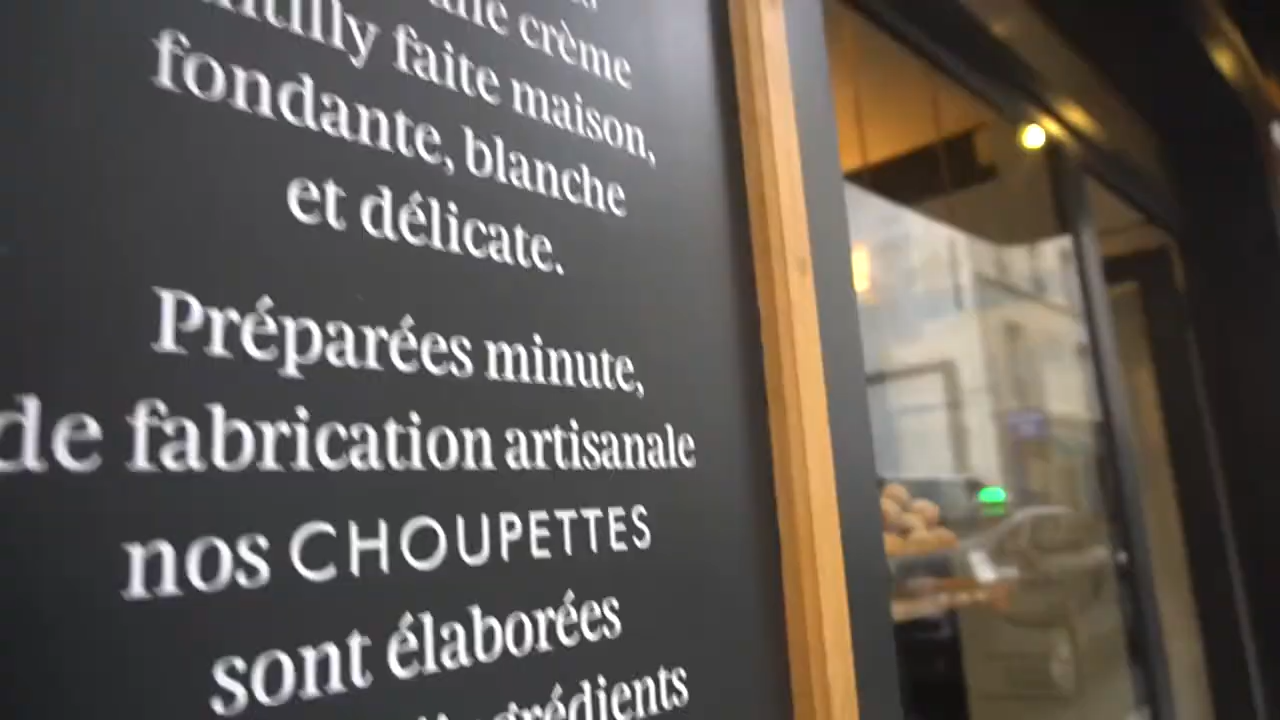 crème
faite maison,
fondante, blanche
et délicate.
Préparées minute,
de fabrication artisanale
nos CHOUPETTES
sont élaborées